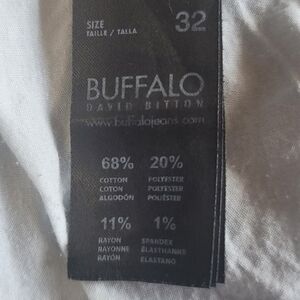 SIZE 32
TAILLE / TALLA
BUFFALO
DAVID BITTON
www.buffalojeans.com
68% 20%
COTTON POLYESTER
COTON POLYESTER
ALGODÓN POLIÉSTER
11% 1%
RAYON SPANDEX
RAYONNE ÉLASTHANNE
RAYÓN ELASTANO